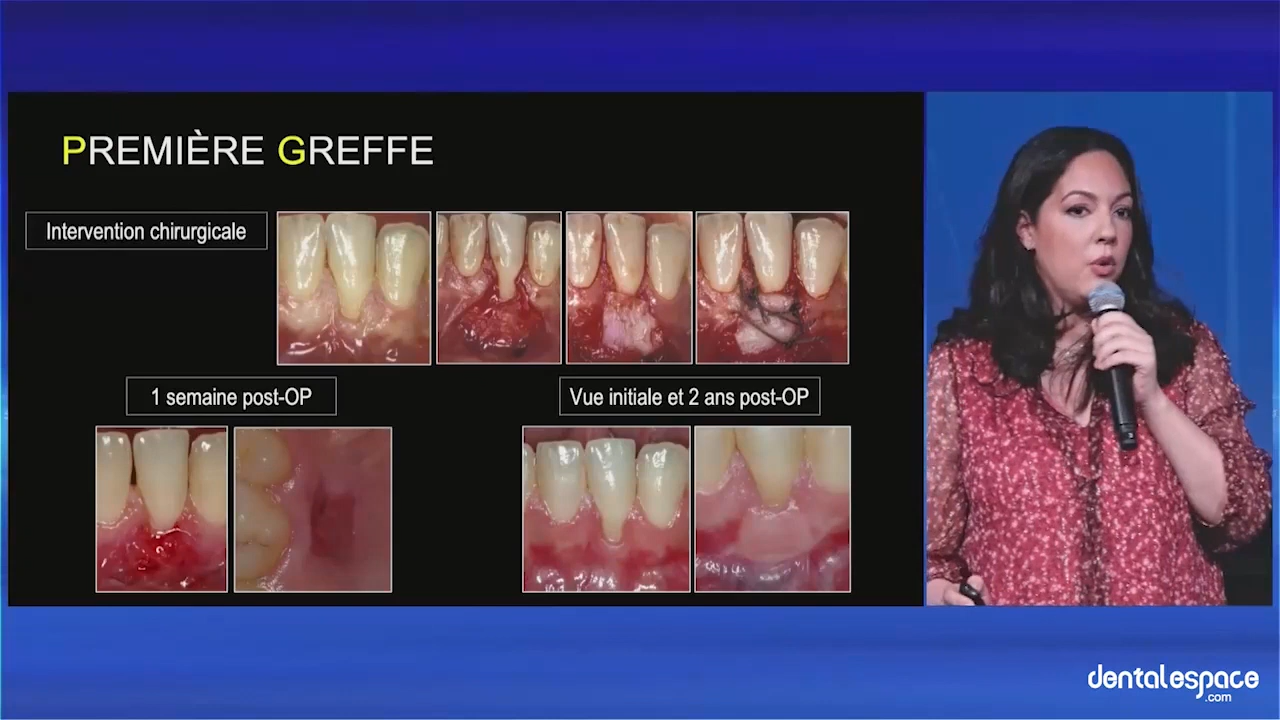 PREMIÈRE GREFFE
Intervention chirurgicale
1 semaine post-OP
Vue initiale et 2 ans post-OP
dentalespace
.com